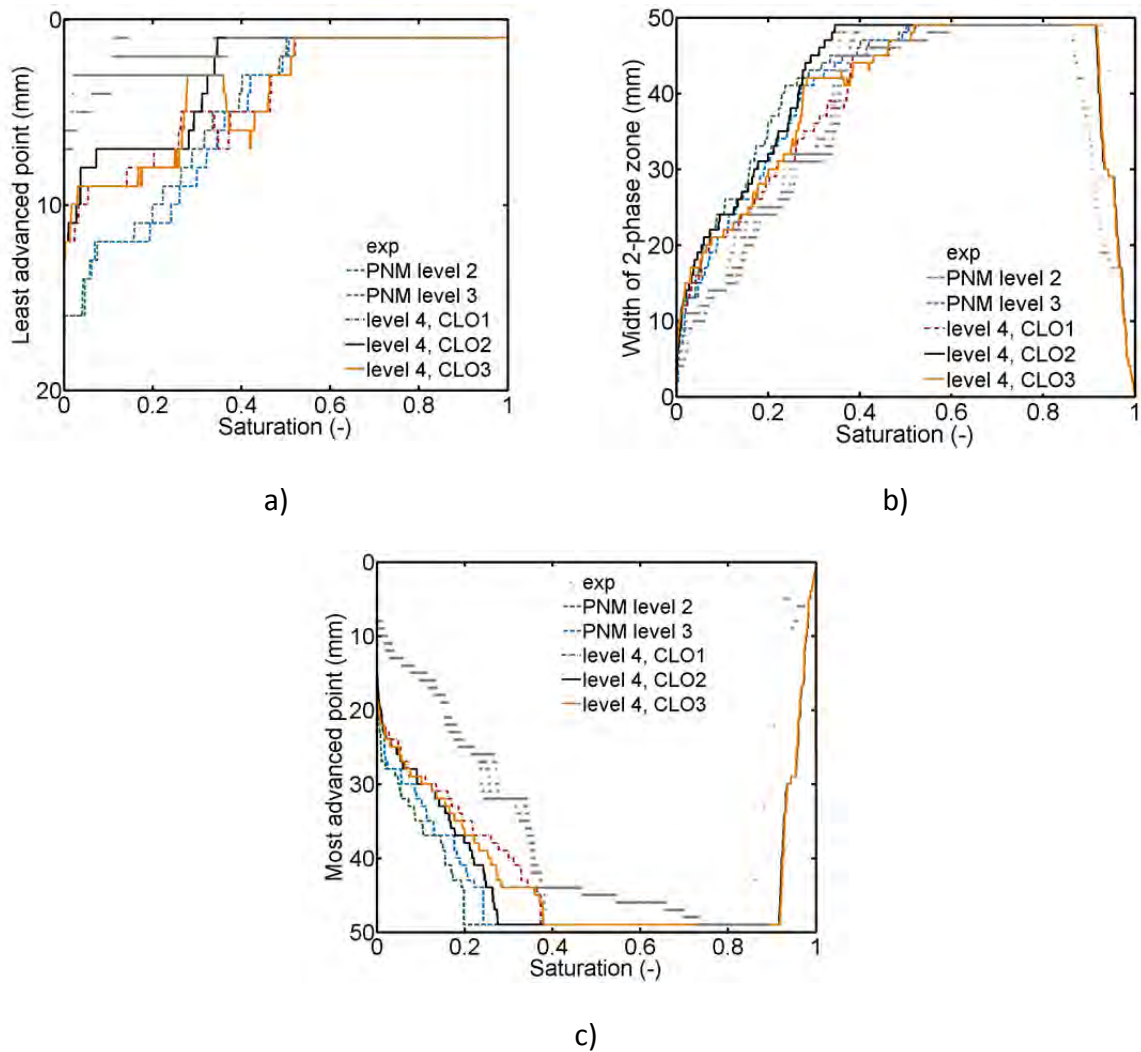 0
10
20
Least advanced point (mm)
exp
PNM level 2
PNM level 3
level 4, CLO1
level 4, CLO2
level 4, CLO3
0 0.2 0.4 0.6 0.8 1
Saturation (-)
a)
50
40
30
20
10
0
Width of 2-phase zone (mm)
exp
PNM level 2
PNM level 3
level 4, CLO1
level 4, CLO2
level 4, CLO3
0 0.2 0.4 0.6 0.8 1
Saturation (-)
b)
0
10
20
30
40
50
Most advanced point (mm)
exp
PNM level 2
PNM level 3
level 4, CLO1
level 4, CLO2
level 4, CLO3
0 0.2 0.4 0.6 0.8 1
Saturation (-)
c)